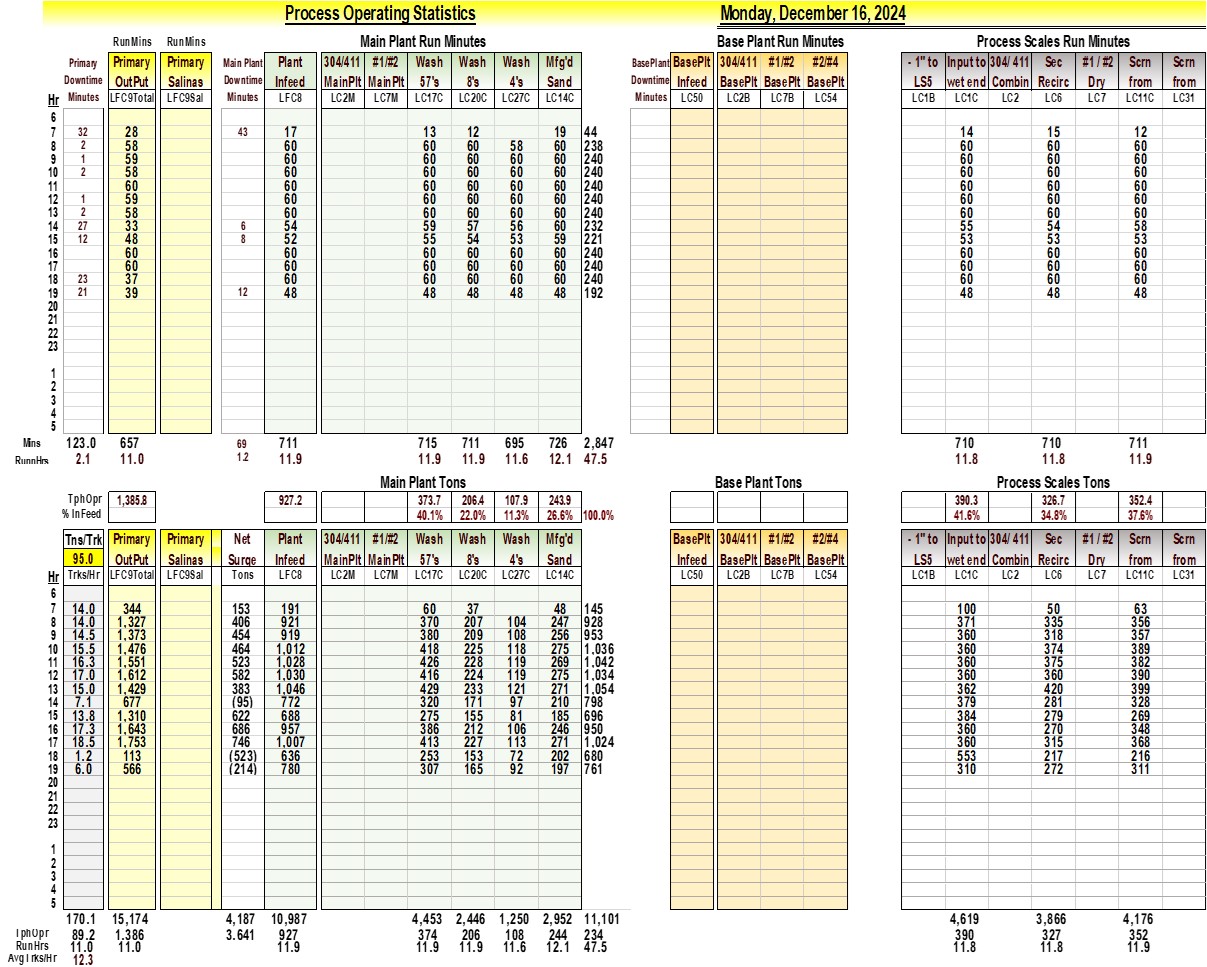 Process Operating Statistics Monday, December 16, 2024
RunMins RunMins Main Plant Run Minutes Base Plant Run Minutes Process Scales Run Minutes
Primary Primary Primary Main Plant Plant 304/411 #1/#2 Wash Wash Wash Mfg'd BasePlant BasePlt 304/411 #1/#2 #2/#4 - 1" to Input to 304/ 411 Sec #1 / #2 Scrn Scrn
Downtime OutPut Salinas Downtime Infeed MainPlt MainPlt 57's 8's 4's Sand Downtime Infeed BasePlt BasePlt BasePlt LS5 wet end Combin Recirc Dry from from
Hr Minutes LFC9Total LFC9Sal Minutes LFC8 LC2M LC7M LC17C LC20C LC27C LC14C Minutes LC50 LC2B LC7B LC54 LC1B LC1C LC2 LC6 LC7 LC11C LC31
6
7 32 28 43 17 13 12 19 44 14 15 12
8 2 58 60 60 60 58 60 238 60 60 60
9 1 59 60 60 60 60 60 240 60 60 60
10 2 58 60 60 60 60 60 240 60 60 60
11 60 60 60 60 60 60 240 60 60 60
12 1 59 60 60 60 60 60 240 60 60 60
13 2 58 60 60 60 60 60 240 60 60 60
14 27 33 6 54 59 57 56 60 232 55 54 58
15 12 48 8 52 55 54 53 59 221 53 53 53
16 60 60 60 60 60 60 240 60 60 60
17 60 60 60 60 60 60 240 60 60 60
18 23 37 60 60 60 60 60 240 60 60 60
19 21 39 12 48 48 48 48 48 192 48 48 48
20
21
22
23
1
2
3
4
5
Mins 123.0 657 69 711 715 711 695 726 2,847 710 710 711
RunnHrs 2.1 11.0 1.2 11.9 11.9 11.9 11.6 12.1 47.5 11.8 11.8 11.9
Main Plant Tons Base Plant Tons Process Scales Tons
TphOpr 1,385.8 927.2 373.7 206.4 107.9 243.9 390.3 326.7 352.4
% InFeed 40.1% 22.0% 11.3% 26.6% 100.0% 41.6% 34.8% 37.6%
Tns/Trk Primary Primary Net Plant 304/411 #1/#2 Wash Wash Wash Mfg'd BasePlt 304/411 #1/#2 #2/#4 - 1" to Input to 304/ 411 Sec #1 / #2 Scrn Scrn
95.0 OutPut Salinas Surge Infeed MainPlt MainPlt 57's 8's 4's Sand Infeed BasePlt BasePlt BasePlt LS5 wet end Combin Recirc Dry from from
Hr Trks/Hr LFC9Total LFC9Sal Tons LFC8 LC2M LC7M LC17C LC20C LC27C LC14C LC50 LC2B LC7B LC54 LC1B LC1C LC2 LC6 LC7 LC11C LC31
6
7 14.0 344 153 191 60 37 48 145 100 50 63
8 14.0 1,327 406 921 370 207 104 247 928 371 335 356
9 14.5 1,373 454 919 380 209 108 256 953 360 318 357
10 15.5 1,476 464 1,012 418 225 118 275 1,036 360 374 389
11 16.3 1,551 523 1,028 426 228 119 269 1,042 360 375 382
12 17.0 1,612 582 1,030 416 224 119 275 1,034 360 360 390
13 15.0 1,429 383 1,046 429 233 121 271 1,054 362 420 399
14 7.1 677 (95) 772 320 171 97 210 798 379 281 328
15 13.8 1,310 622 688 275 155 81 185 696 384 279 269
16 17.3 1,643 686 957 386 212 106 246 950 360 270 348
17 18.5 1,753 746 1,007 413 227 113 271 1,024 360 315 368
18 1.2 113 (523) 636 253 153 72 202 680 553 217 216
19 6.0 566 (214) 780 307 165 92 197 761 310 272 311
20
21
22
23
1
2
3
4
5
170.1 15,174 4,187 10,987 4,453 2,446 1,250 2,952 11,101 4,619 3,866 4,176
TphOpr 89.2 1,386 3,641 927 374 206 108 244 234 390 327 352
RunHrs 11.0 11.0 11.9 11.9 11.9 11.6 12.1 47.5 11.8 11.8 11.9
AvgTrks/Hr 12.3